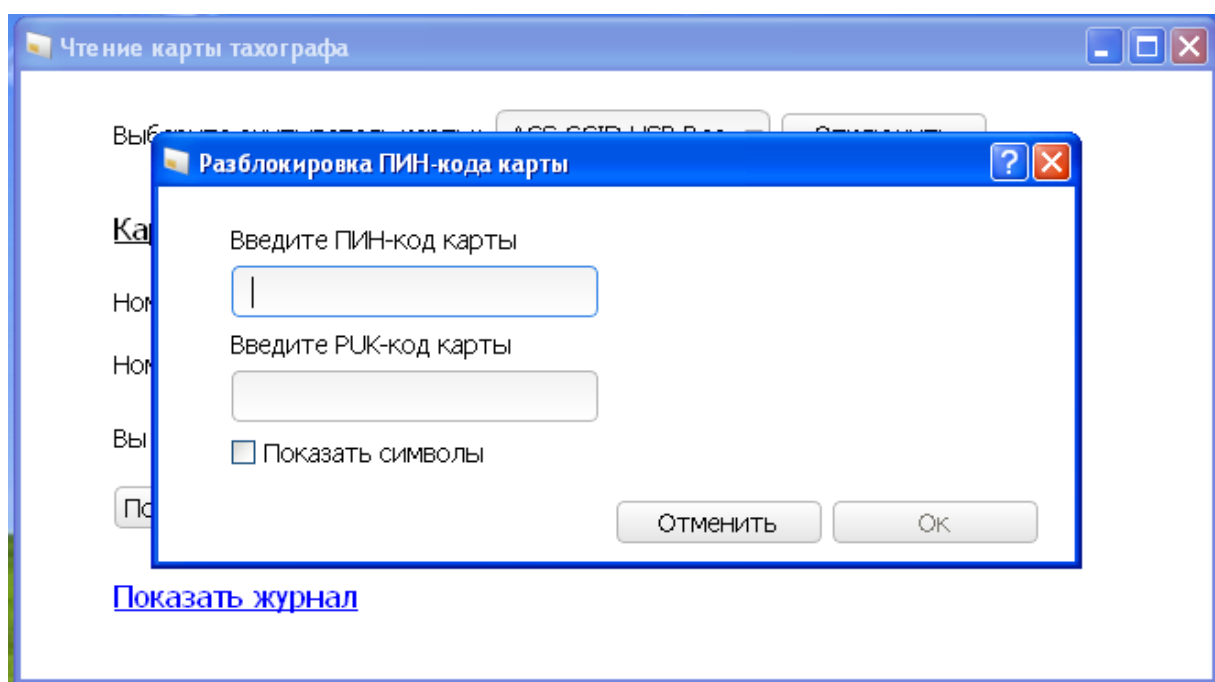 Чтение карты тахографа
Разблокировка ПИН-кода карты
Введите ПИН-код карты
Введите PUK-код карты
Показать символы
Отменить
Ок
Показать журнал